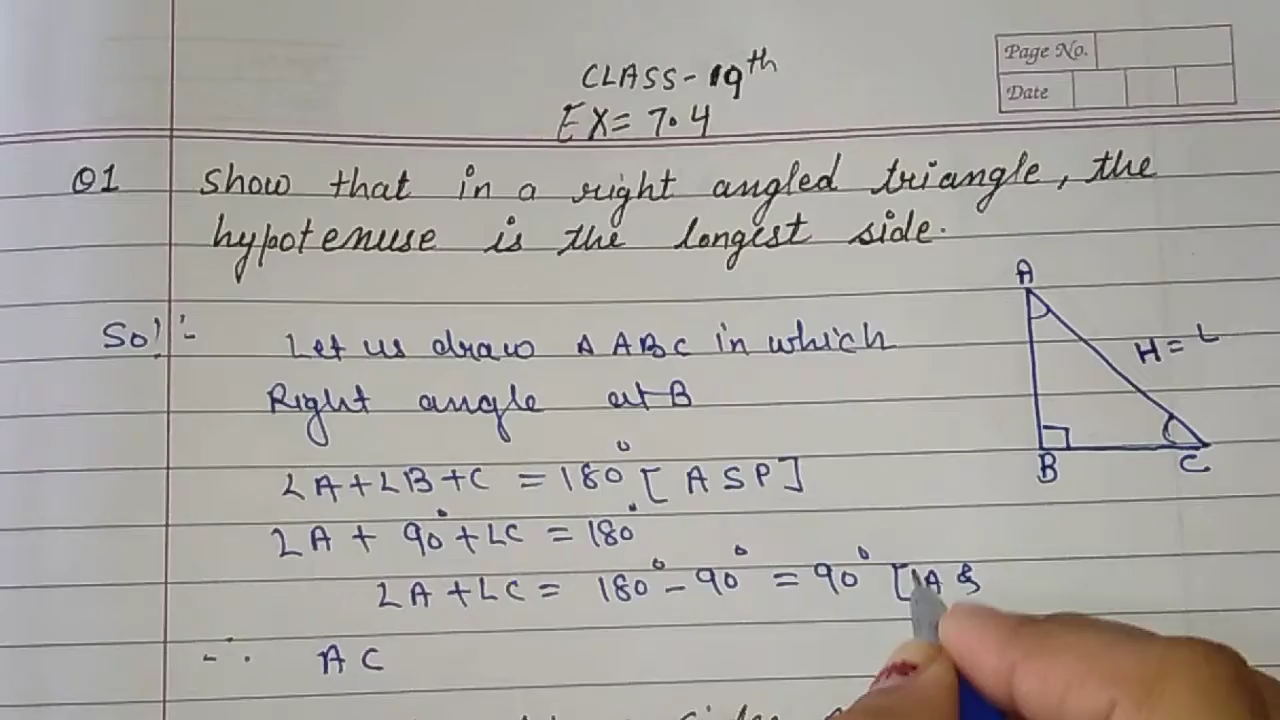 Page No.
Date
CLASS - 19th
EX = 7.4
Q1 Show that in a right angled triangle, the
hypotenuse is the longest side.
Sol:- Let us draw Δ ABC in which
Right angle at B
∠A+∠B+C = 180° [ASP]
∠A + 90°+∠C = 180°
∠A+∠C = 180°-90° = 90° [∠A &
∴ AC
A
H = L
B
C